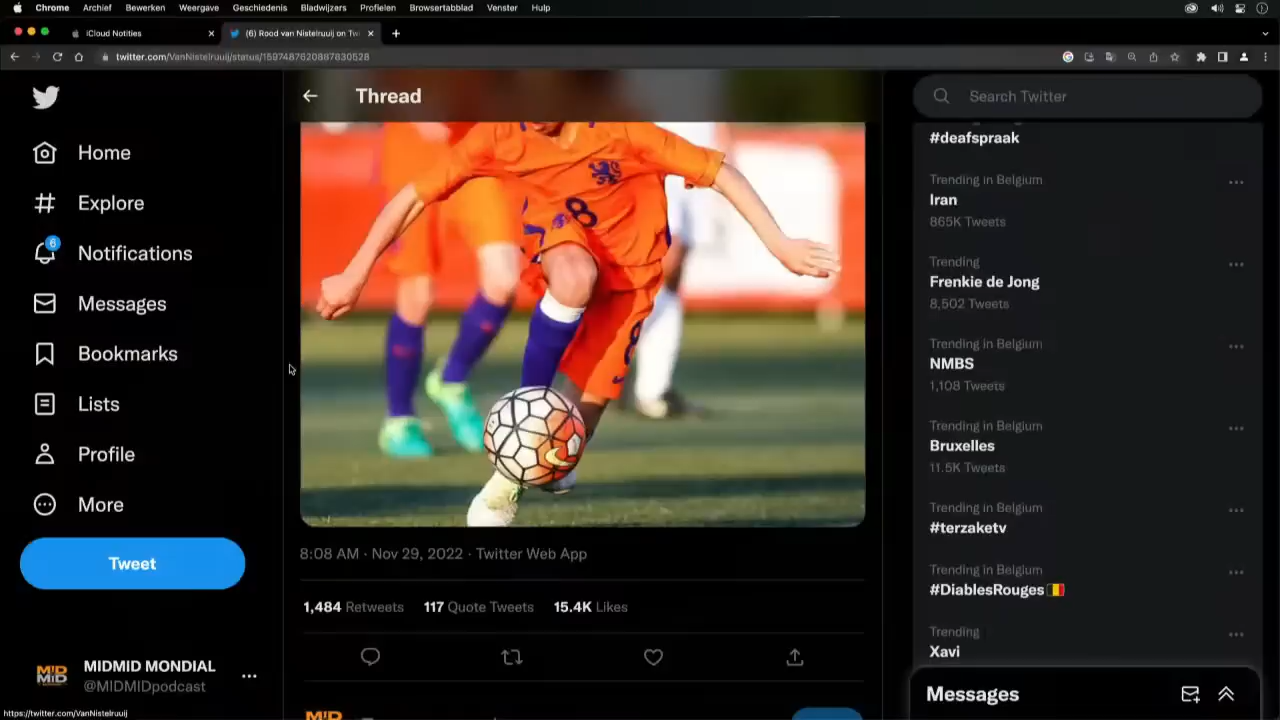 Chrome Archief Bewerken Weergave Geschiedenis Bladwijzers Profielen Browsertabblad Venster Help
iCloud Notities
(6) Rood van Nistelruuij on Twi
twitter.com/VanNistelruuij/status/1597487620887830528
Thread
Search Twitter
Home
Explore
6
Notifications
Messages
Bookmarks
Lists
Profile
More
Tweet
MIDMID MONDIAL
@MIDMIDpodcast
8
8
8:08 AM · Nov 29, 2022 · Twitter Web App
1,484 Retweets 117 Quote Tweets 15.4K Likes
#deafspraak
Trending in Belgium
Iran
865K Tweets
Trending
Frenkie de Jong
8,502 Tweets
Trending in Belgium
NMBS
1,108 Tweets
Trending in Belgium
Bruxelles
11.5K Tweets
Trending in Belgium
#terzaketv
Trending in Belgium
#DiablesRouges
Trending
Xavi
Messages
https://twitter.com/VanNistelruuij